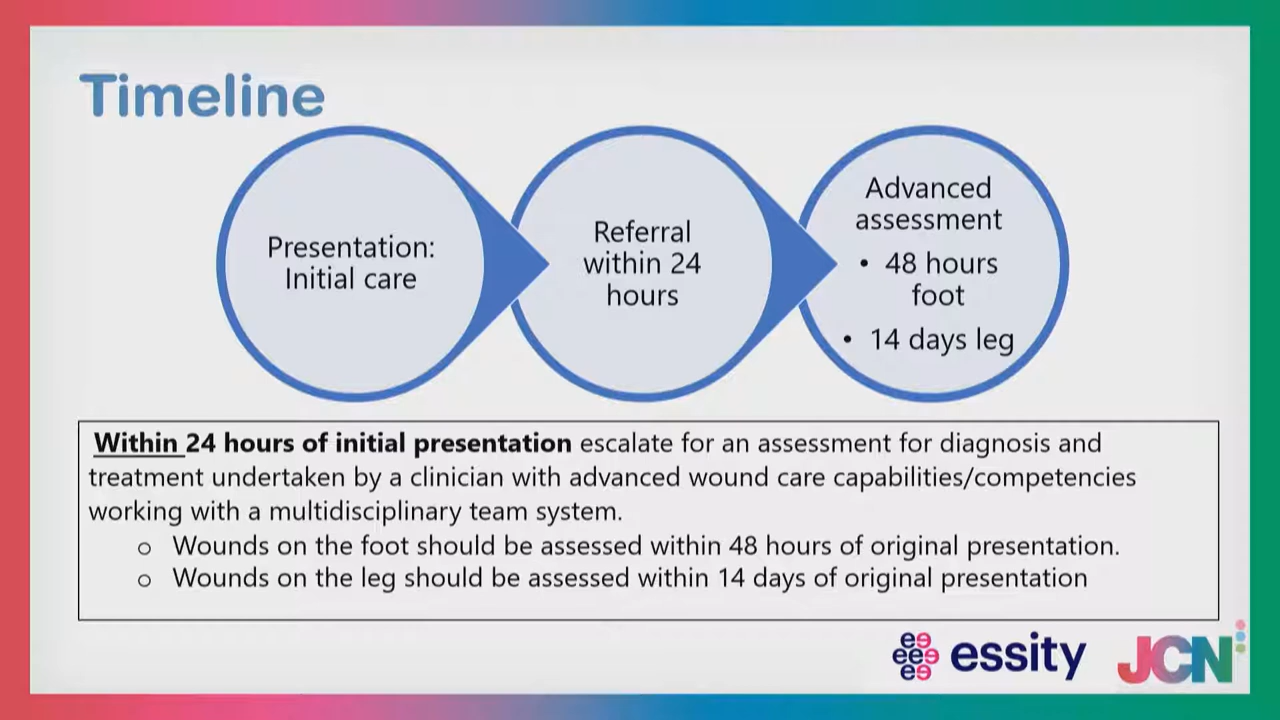 Timeline
Presentation:
Initial care
Referral
within 24
hours
Advanced
assessment
• 48 hours
foot
• 14 days leg
Within 24 hours of initial presentation escalate for an assessment for diagnosis and
treatment undertaken by a clinician with advanced wound care capabilities/competencies
working with a multidisciplinary team system.
o Wounds on the foot should be assessed within 48 hours of original presentation.
o Wounds on the leg should be assessed within 14 days of original presentation
essity
JCN